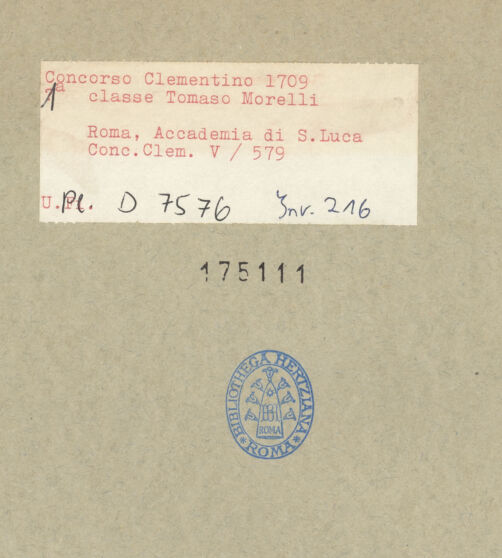 Concorso Clementino 1709
1a classe Tomaso Morelli
Roma, Accademia di S.Luca
Conc.Clem. V / 579
U.Pl. D 7576 Inv. 216
175111
BIBLIOTHECA HERTZIANA
ROMA
* ROMA *